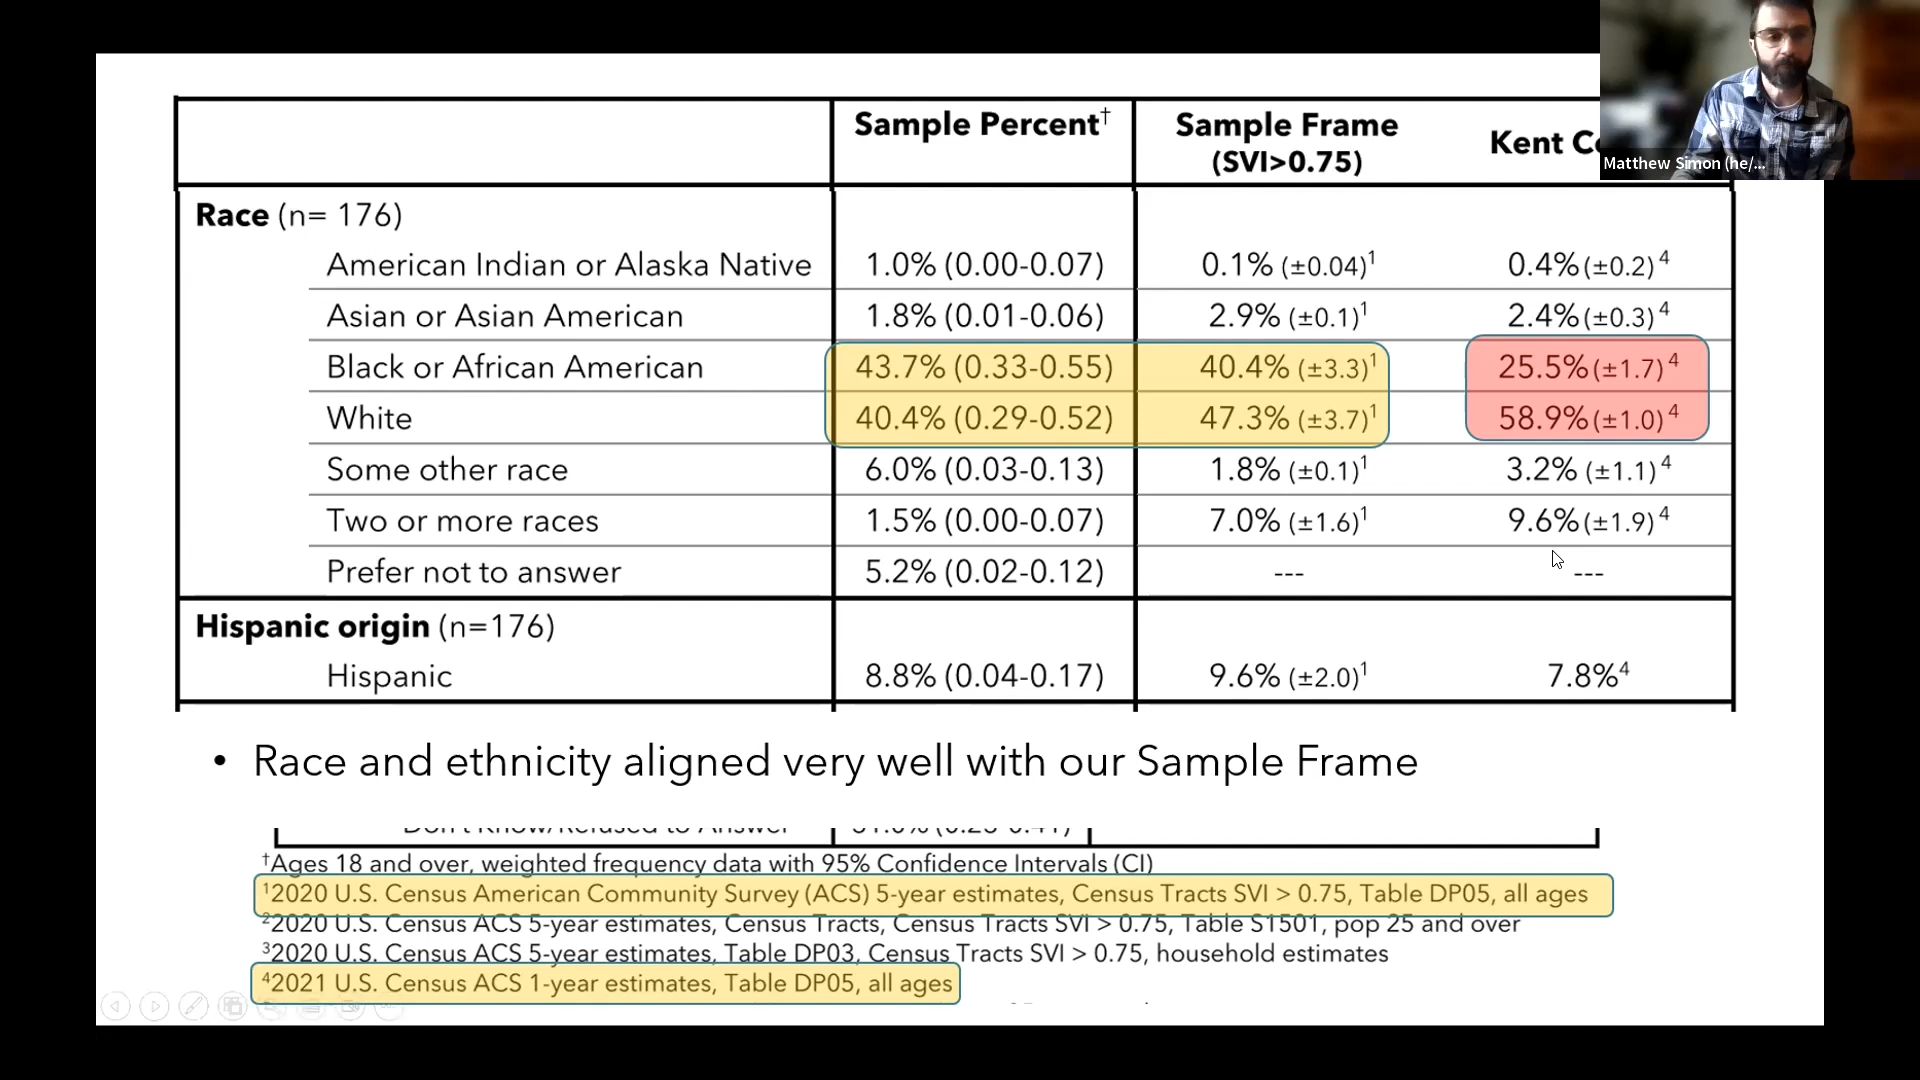 Sample Percent†
Sample Frame
(SVI>0.75)
Kent
Matthew Simon (he/...
Race (n= 176)
American Indian or Alaska Native 1.0% (0.00-0.07) 0.1% (±0.04)¹ 0.4% (±0.2) ⁴
Asian or Asian American 1.8% (0.01-0.06) 2.9% (±0.1)¹ 2.4% (±0.3) ⁴
Black or African American 43.7% (0.33-0.55) 40.4% (±3.3)¹ 25.5% (±1.7) ⁴
White 40.4% (0.29-0.52) 47.3% (±3.7)¹ 58.9% (±1.0) ⁴
Some other race 6.0% (0.03-0.13) 1.8% (±0.1)¹ 3.2% (±1.1) ⁴
Two or more races 1.5% (0.00-0.07) 7.0% (±1.6)¹ 9.6% (±1.9) ⁴
Prefer not to answer 5.2% (0.02-0.12) --- ---
Hispanic origin (n=176)
Hispanic 8.8% (0.04-0.17) 9.6% (±2.0)¹ 7.8%⁴
• Race and ethnicity aligned very well with our Sample Frame
†Ages 18 and over, weighted frequency data with 95% Confidence Intervals (CI)
¹2020 U.S. Census American Community Survey (ACS) 5-year estimates, Census Tracts SVI > 0.75, Table DP05, all ages
²2020 U.S. Census ACS 5-year estimates, Census Tracts, Census Tracts SVI > 0.75, Table S1501, pop 25 and over
³2020 U.S. Census ACS 5-year estimates, Table DP03, Census Tracts SVI > 0.75, household estimates
⁴2021 U.S. Census ACS 1-year estimates, Table DP05, all ages